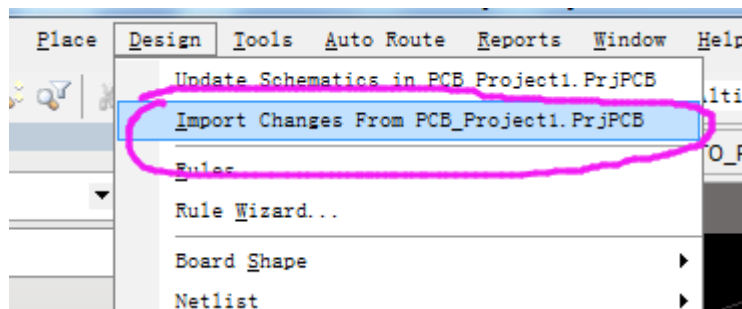 Place Design Tools Auto Route Reports Window Help
Update Schematics in PCB_Project1.PrjPCB
Import Changes From PCB_Project1.PrjPCB
Rules
Rule Wizard...
Board Shape
Netlist